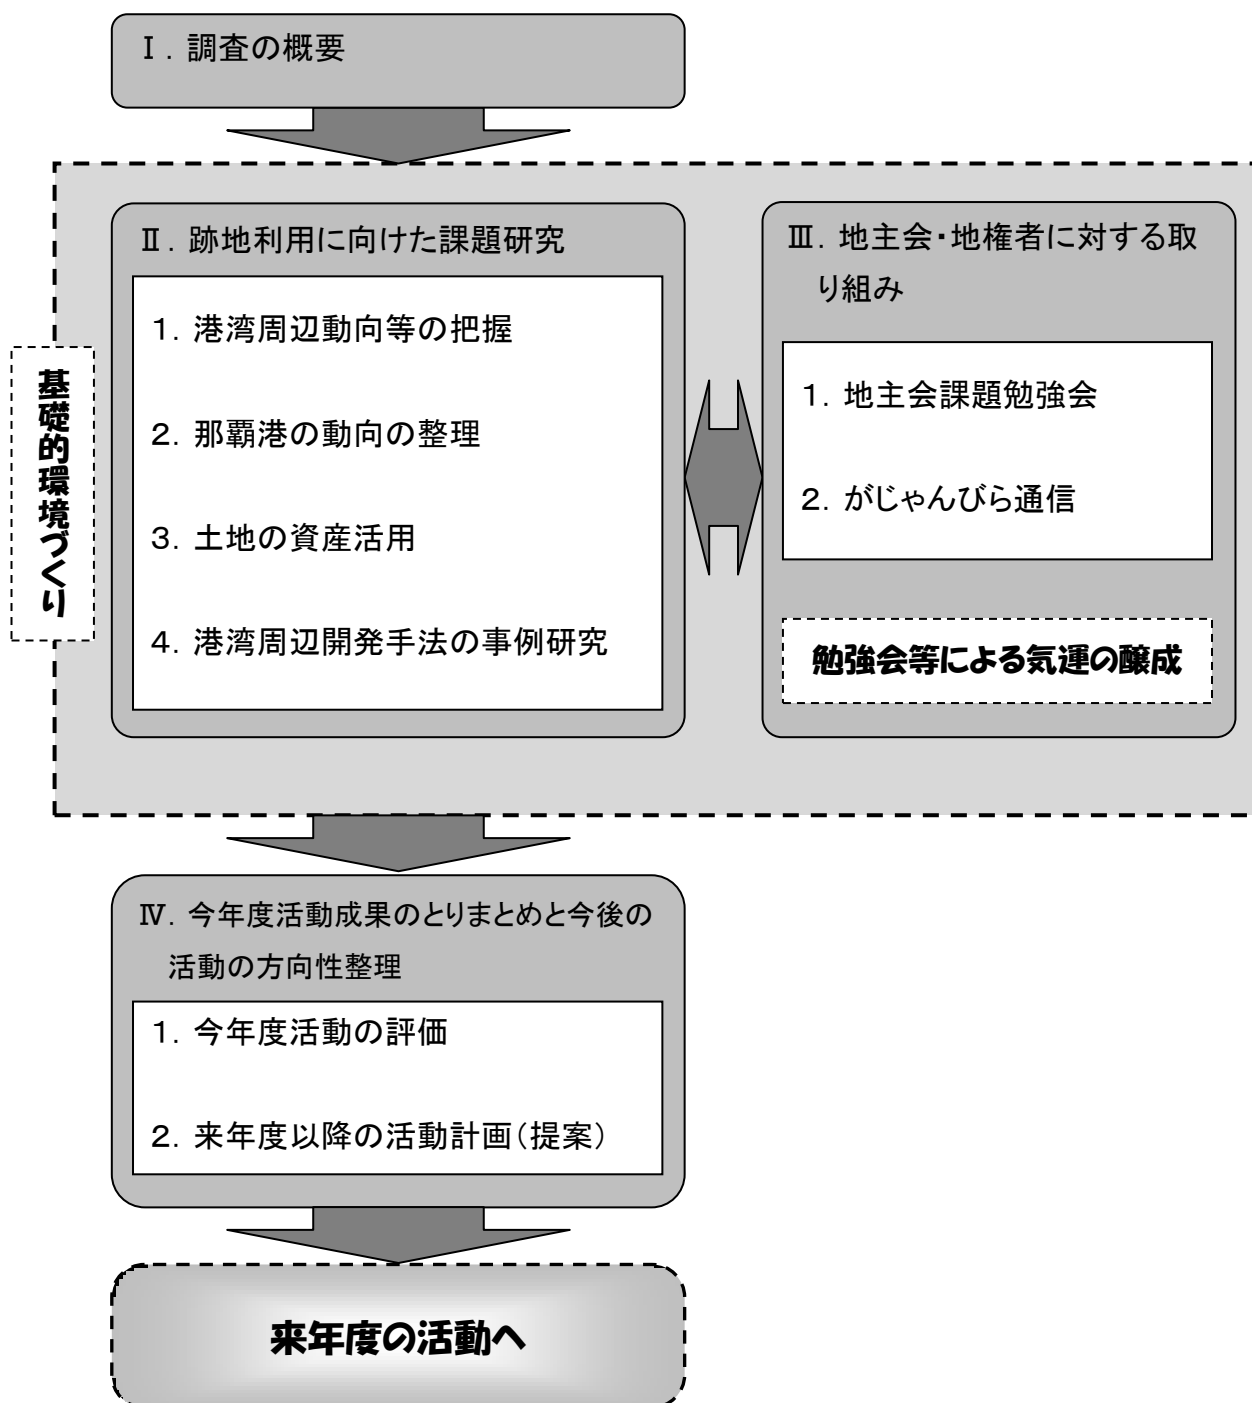 Ⅰ．調査の概要
基礎的環境づくり
Ⅱ．跡地利用に向けた課題研究
１．港湾周辺動向等の把握
２．那覇港の動向の整理
３．土地の資産活用
４．港湾周辺開発手法の事例研究
Ⅲ．地主会・地権者に対する取
り組み
１．地主会課題勉強会
２．がじゃんびら通信
勉強会等による気運の醸成
Ⅳ．今年度活動成果のとりまとめと今後の
活動の方向性整理
１．今年度活動の評価
２．来年度以降の活動計画（提案）
来年度の活動へ